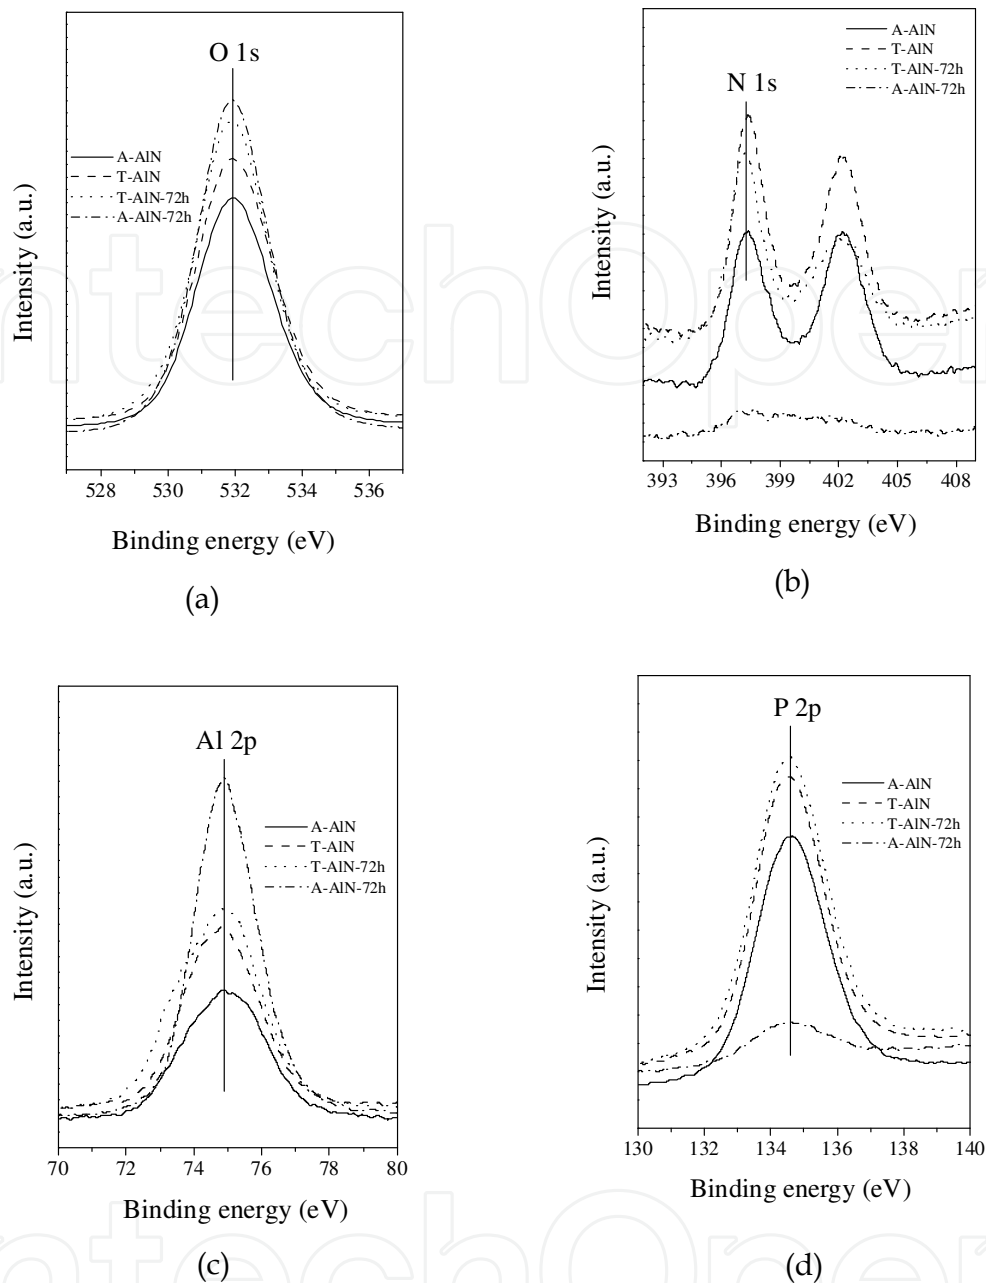 O 1s
A-AlN
T-AlN
T-AlN-72h
A-AlN-72h
Intensity (a.u.)
528 530 532 534 536
Binding energy (eV)
(a)
N 1s
A-AlN
T-AlN
T-AlN-72h
A-AlN-72h
Intensity (a.u.)
393 396 399 402 405 408
Binding energy (eV)
(b)
Al 2p
A-AlN
T-AlN
T-AlN-72h
A-AlN-72h
Intensity (a.u.)
70 72 74 76 78 80
Binding energy (eV)
(c)
P 2p
A-AlN
T-AlN
T-AlN-72h
A-AlN-72h
Intensity (a.u.)
130 132 134 136 138 140
Binding energy (eV)
(d)
ntechOpen
ntechOpen